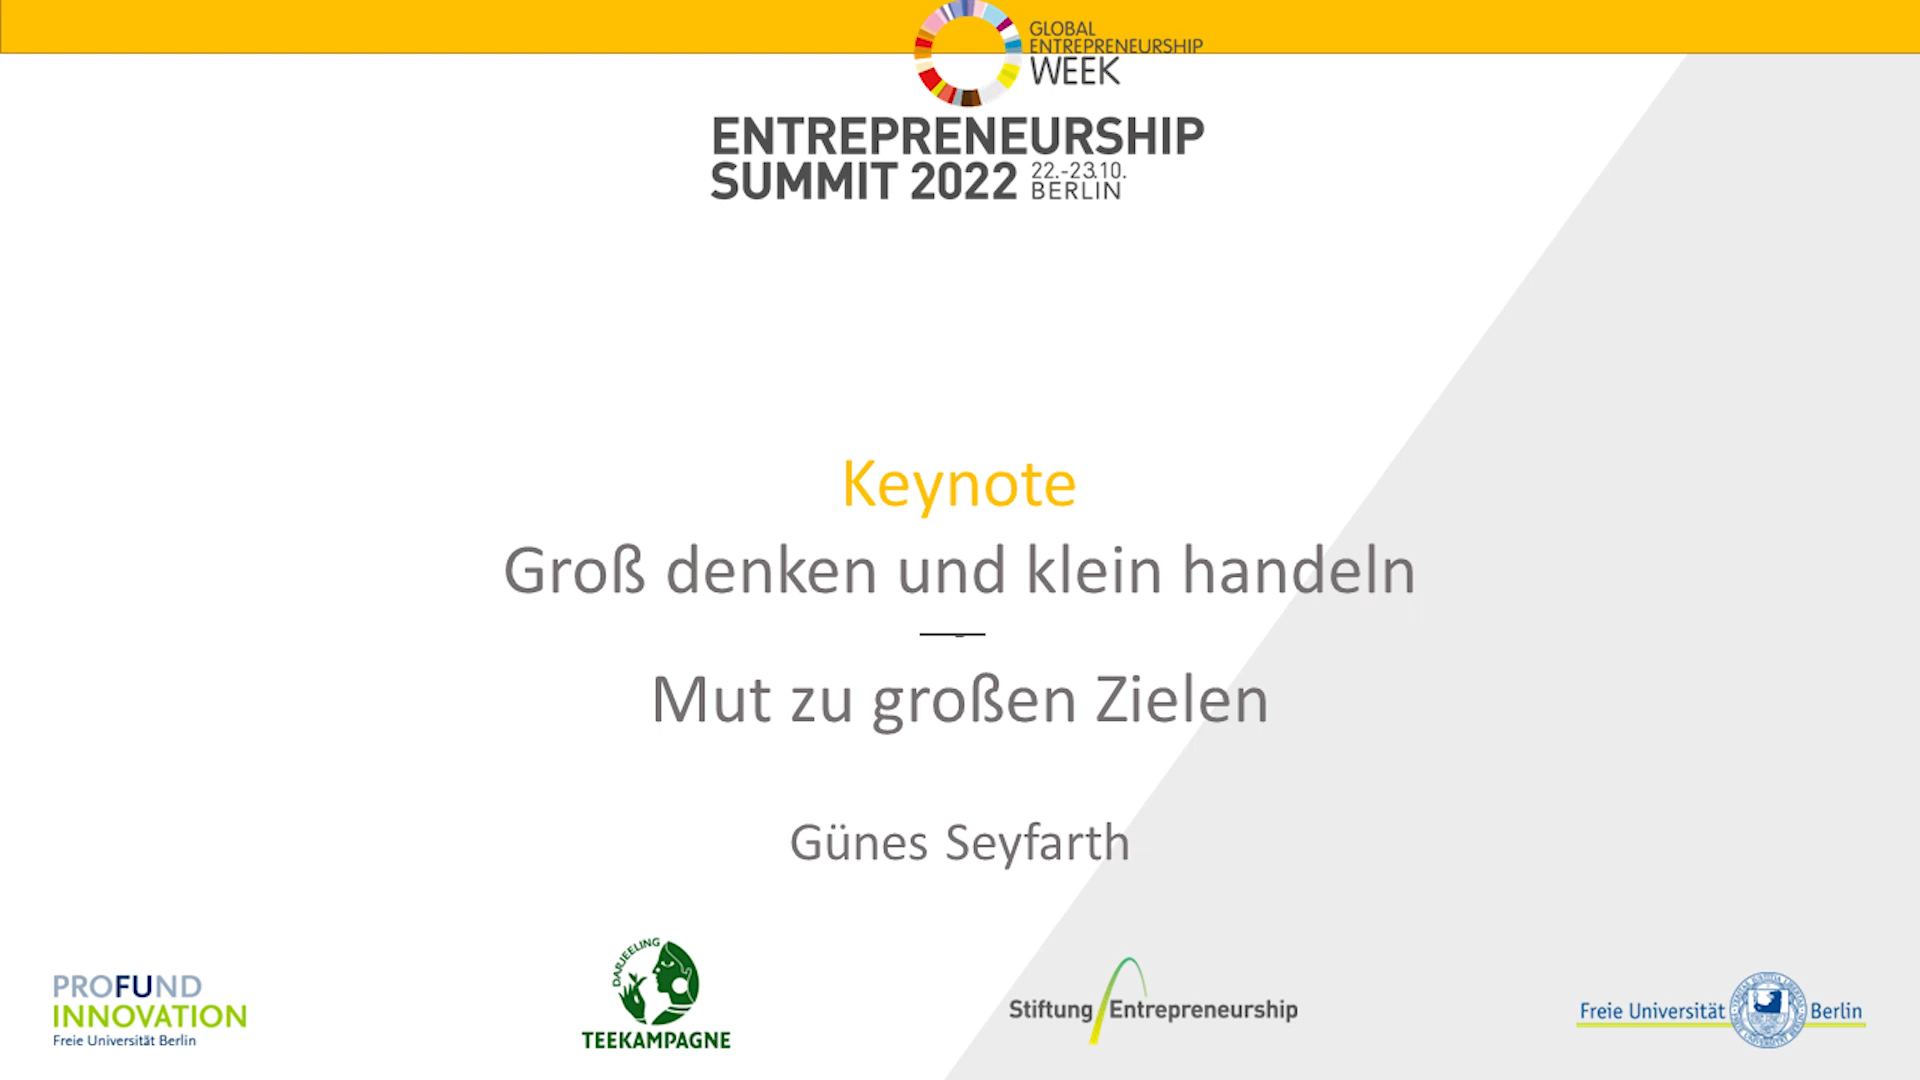 GLOBAL
ENTREPRENEURSHIP
WEEK
ENTREPRENEURSHIP
SUMMIT 2022 22.-23.10.
BERLIN
Keynote
Groß denken und klein handeln
Mut zu großen Zielen
Günes Seyfarth
PROFUND
INNOVATION
Freie Universität Berlin
DARJEELING
TEEKAMPAGNE
Stiftung Entrepreneurship
Freie Universität Berlin